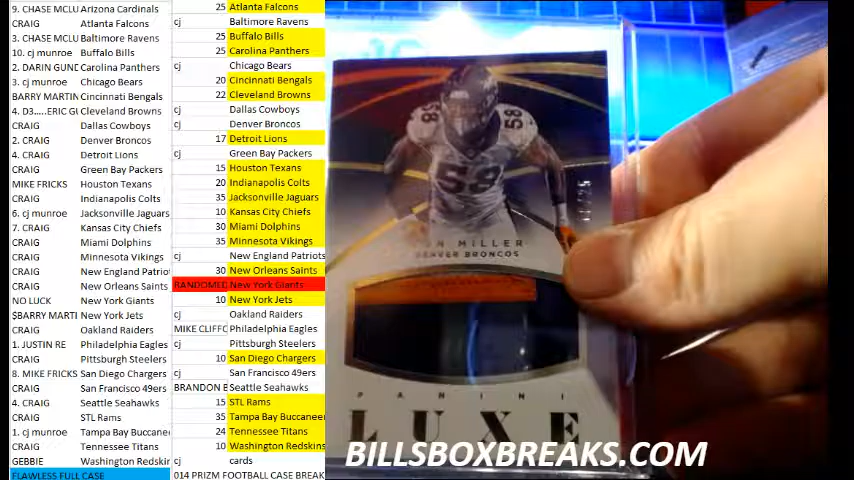 9. CHASE MCLU Arizona Cardinals
CRAIG Atlanta Falcons
3. CHASE MCLU Baltimore Ravens
10. cj munroe Buffalo Bills
2. DARIN GUND Carolina Panthers
3. cj munroe Chicago Bears
BARRY MARTIN Cincinnati Bengals
4. D3.....ERIC GU Cleveland Browns
CRAIG Dallas Cowboys
2. CRAIG Denver Broncos
4. CRAIG Detroit Lions
CRAIG Green Bay Packers
MIKE FRICKS Houston Texans
CRAIG Indianapolis Colts
6. cj munroe Jacksonville Jaguars
7. CRAIG Kansas City Chiefs
CRAIG Miami Dolphins
CRAIG Minnesota Vikings
CRAIG New England Patriot
CRAIG New Orleans Saints
NO LUCK New York Giants
$BARRY MARTI New York Jets
CRAIG Oakland Raiders
1. JUSTIN RE Philadelphia Eagles
CRAIG Pittsburgh Steelers
8. MIKE FRICKS San Diego Chargers
CRAIG San Francisco 49ers
4. CRAIG Seattle Seahawks
CRAIG STL Rams
1. cj munroe Tampa Bay Buccanee
CRAIG Tennessee Titans
GEBBIE Washington Redskin
FLAWLESS FULL CASE
25 Atlanta Falcons
cj Baltimore Ravens
25 Buffalo Bills
25 Carolina Panthers
cj Chicago Bears
20 Cincinnati Bengals
22 Cleveland Browns
cj Dallas Cowboys
cj Denver Broncos
17 Detroit Lions
cj Green Bay Packers
15 Houston Texans
20 Indianapolis Colts
35 Jacksonville Jaguars
10 Kansas City Chiefs
30 Miami Dolphins
35 Minnesota Vikings
cj New England Patriots
30 New Orleans Saints
RANDOMED New York Giants
10 New York Jets
cj Oakland Raiders
MIKE CLIFFO Philadelphia Eagles
cj Pittsburgh Steelers
10 San Diego Chargers
cj San Francisco 49ers
BRANDON B Seattle Seahawks
15 STL Rams
35 Tampa Bay Buccaneer
24 Tennessee Titans
10 Washington Redskins
cj cards
014 PRIZM FOOTBALL CASE BREAK
58 58
58
MILLER
DENVER BRONCOS
PANINI
LUXE
BILLSBOXBREAKS.COM